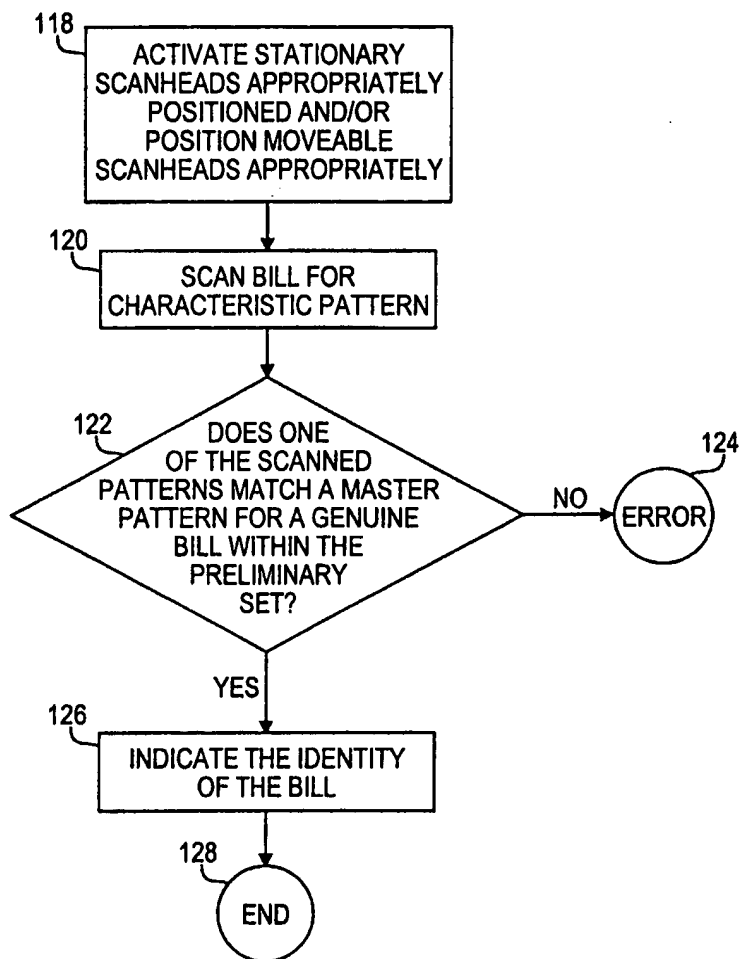 118
ACTIVATE STATIONARY
SCANHEADS APPROPRIATELY
POSITIONED AND/OR
POSITION MOVEABLE
SCANHEADS APPROPRIATELY
120
SCAN BILL FOR
CHARACTERISTIC PATTERN
122
DOES ONE
OF THE SCANNED
PATTERNS MATCH A MASTER
PATTERN FOR A GENUINE
BILL WITHIN THE
PRELIMINARY
SET?
NO
124
ERROR
YES
126
INDICATE THE IDENTITY
OF THE BILL
128
END